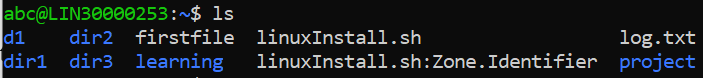 abc@LIN30000253:~$ ls
d1 dir2 firstfile linuxInstall.sh log.txt
dir1 dir3 learning linuxInstall.sh:Zone.Identifier project